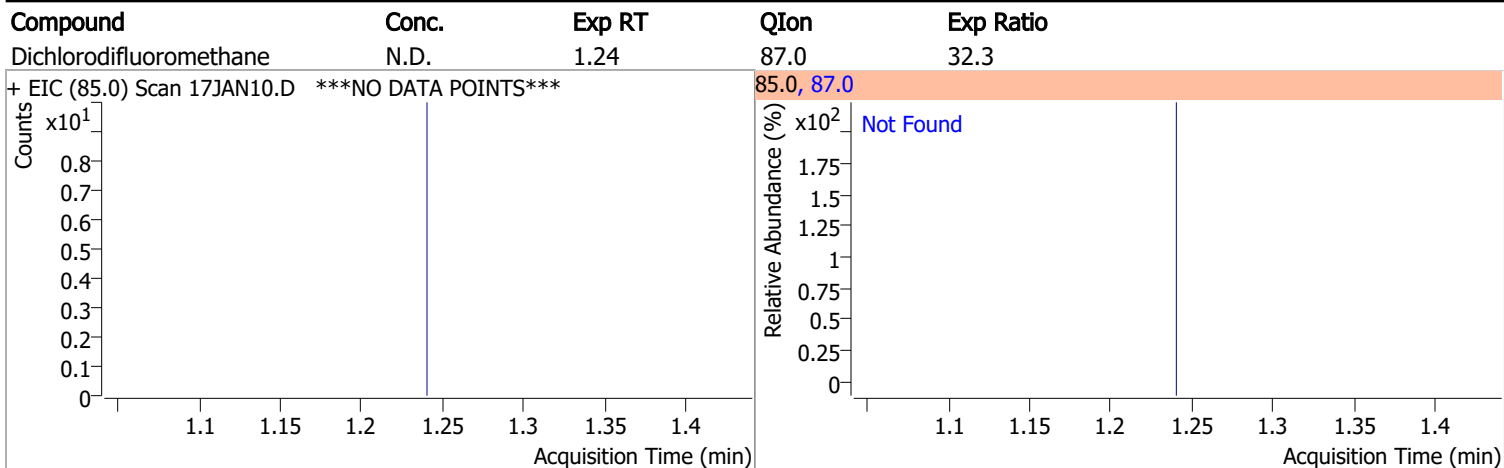 Compound Conc. Exp RT QIon Exp Ratio
Dichlorodifluoromethane N.D. 1.24 87.0 32.3
+ EIC (85.0) Scan 17JAN10.D ***NO DATA POINTS***
Counts
x10¹
0.8
0.7
0.6
0.5
0.4
0.3
0.2
0.1
0
1.1 1.15 1.2 1.25 1.3 1.35 1.4
Acquisition Time (min)
85.0, 87.0
Relative Abundance (%)
x10²
Not Found
1.75
1.5
1.25
1
0.75
0.5
0.25
0
1.1 1.15 1.2 1.25 1.3 1.35 1.4
Acquisition Time (min)